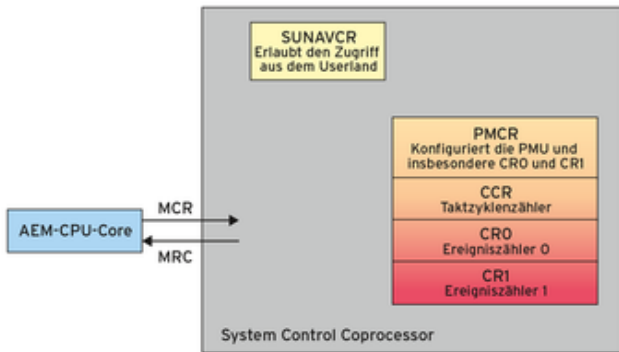 SUNAVCR
Erlaubt den Zugriff
aus dem Userland
PMCR
Konfiguriert die PMU und
insbesondere CR0 und CR1
CCR
Taktzyklenzähler
CR0
Ereigniszähler 0
CR1
Ereigniszähler 1
MCR
AEM-CPU-Core
MRC
System Control Coprocessor